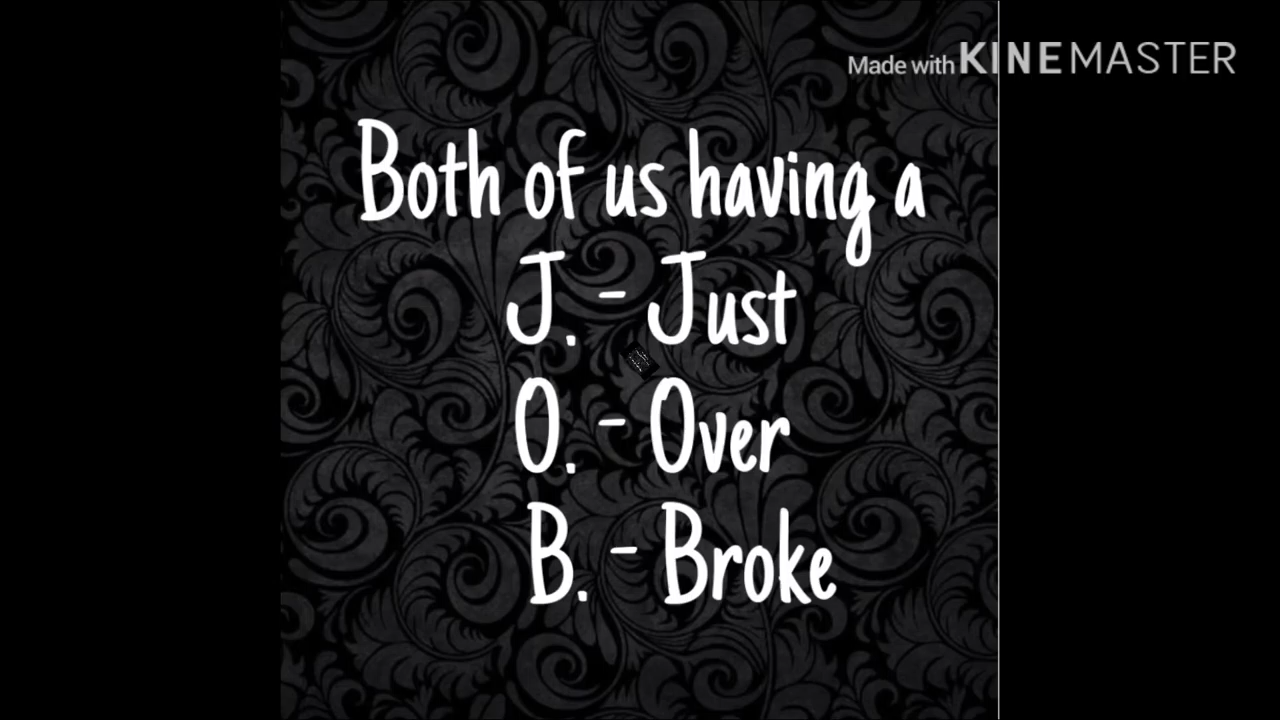 Made with KINEMASTER
Both of us having a
J. - Just
O. - Over
B. - Broke